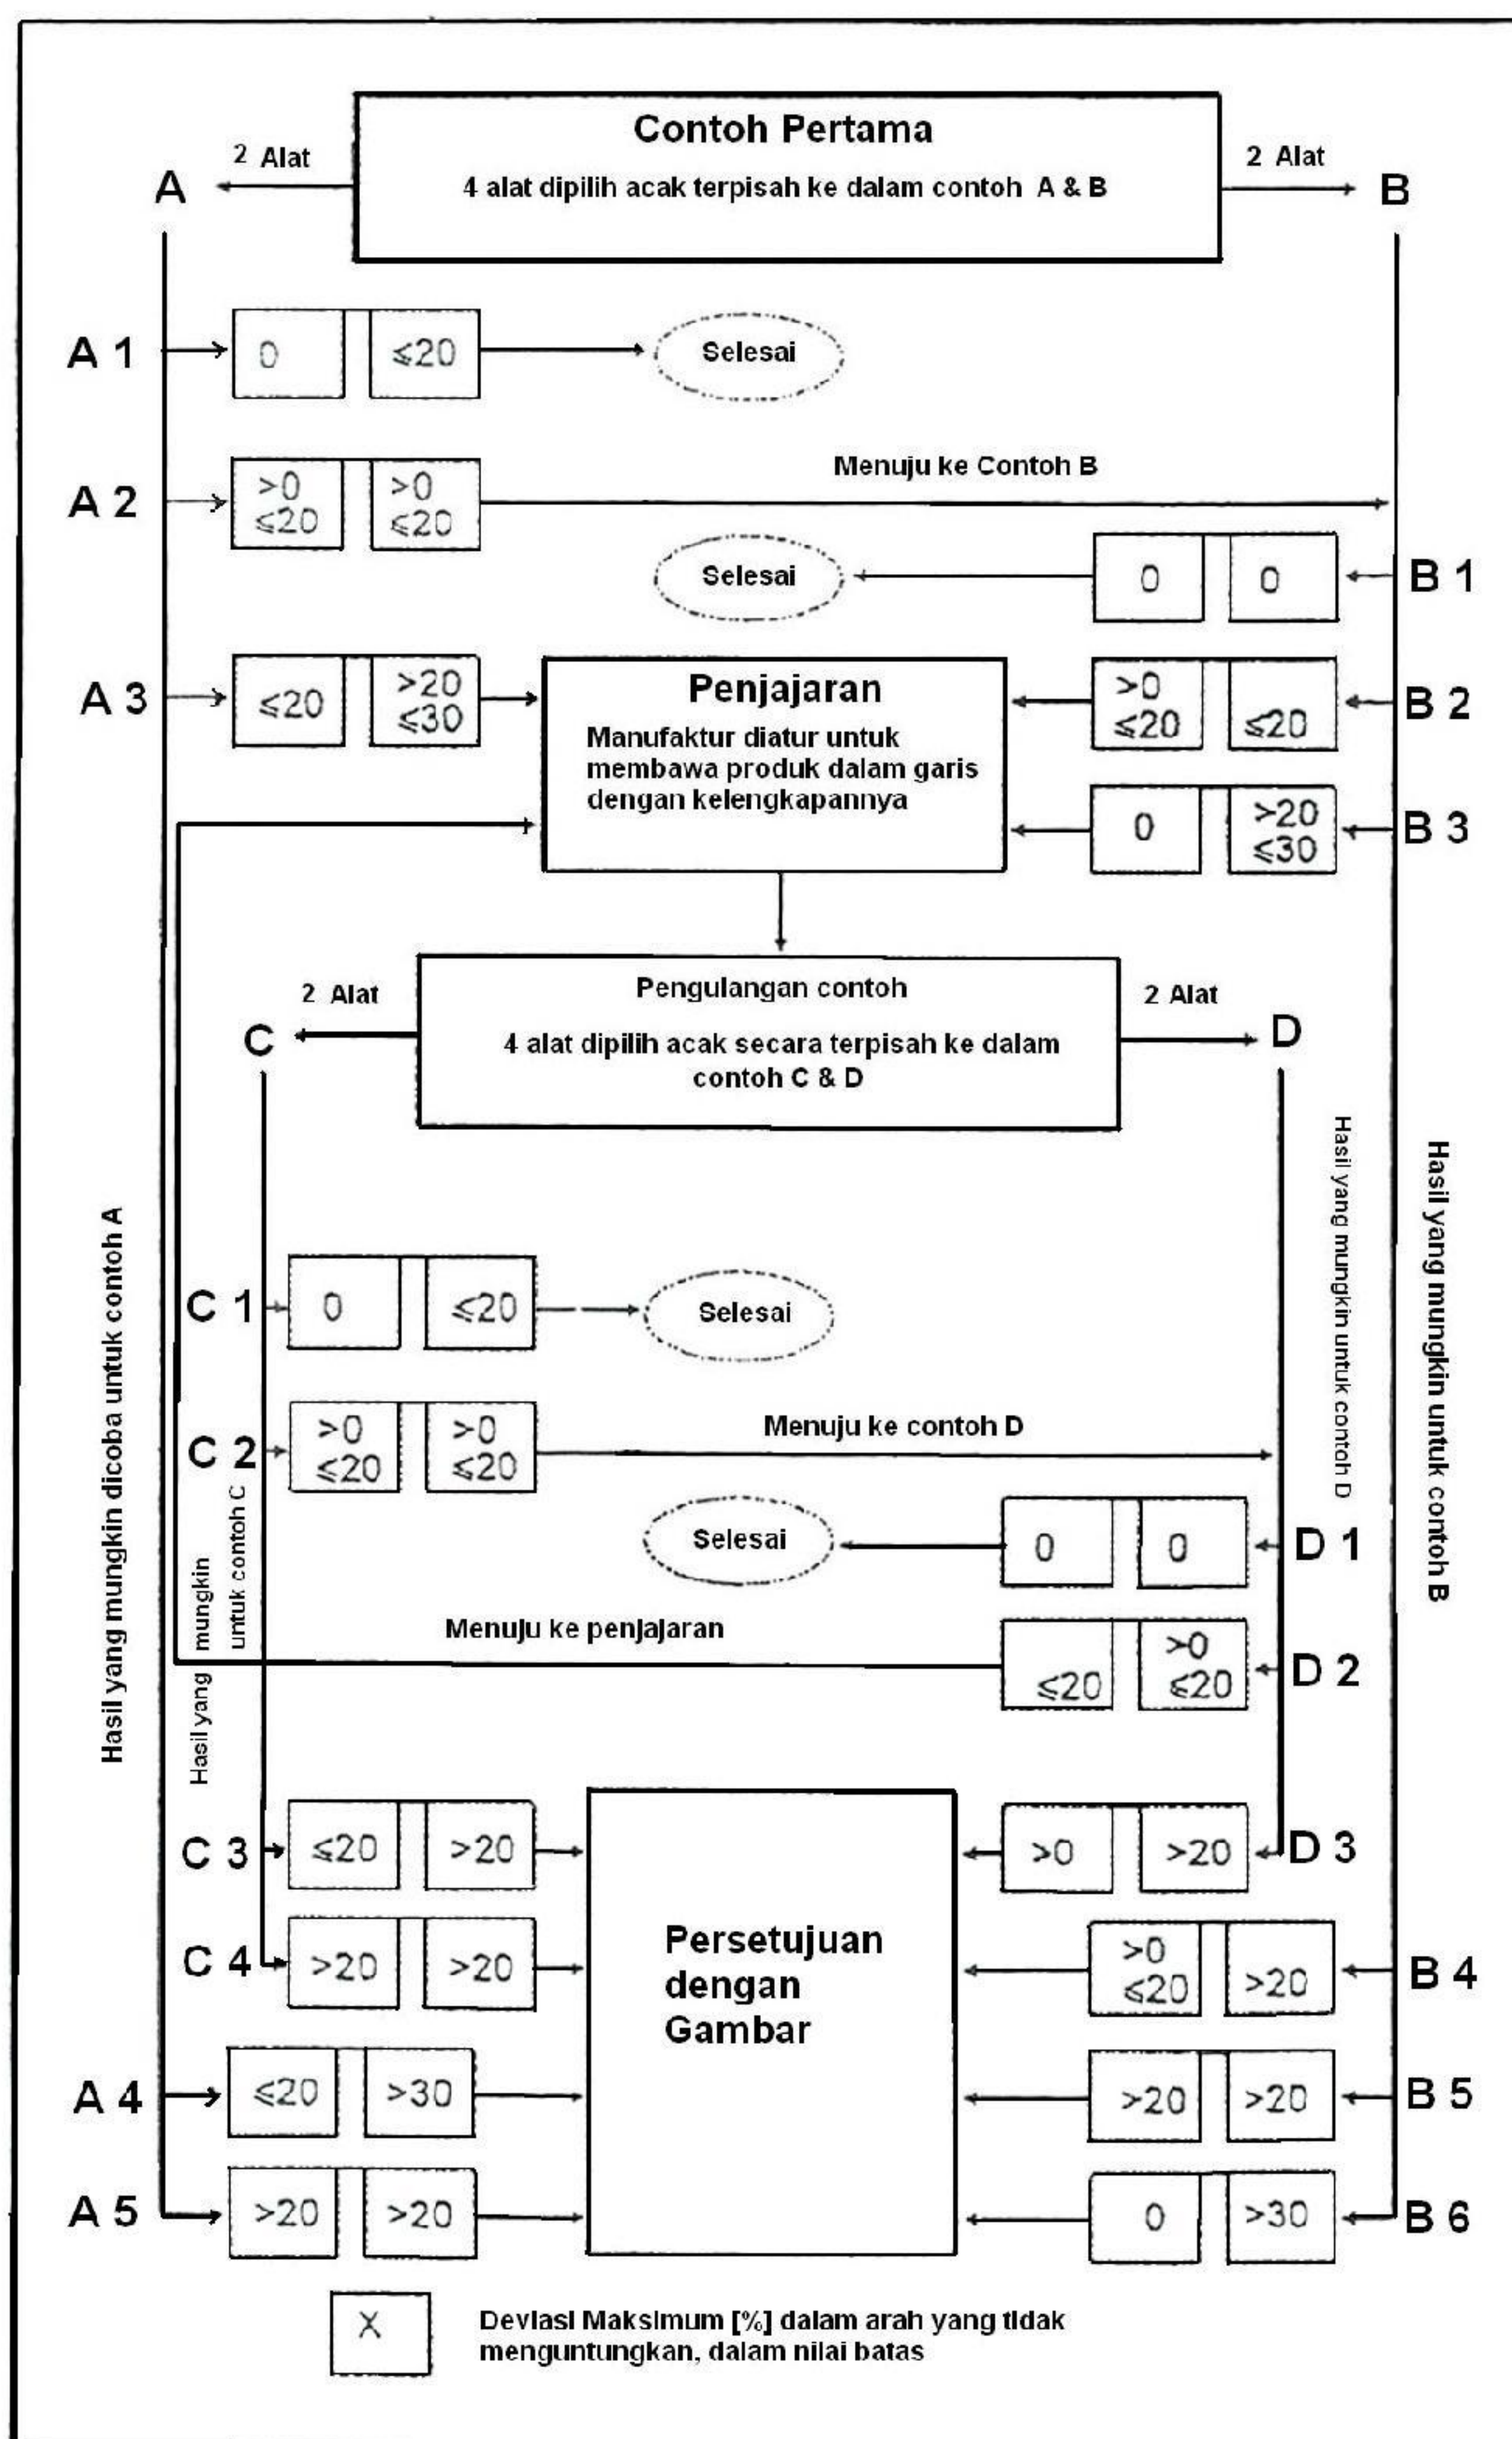 Contoh Pertama
2 Alat
2 Alat
A
4 alat dipilih acak terpisah ke dalam contoh A & B
B
A 1
0
≤20
Selesai
Menuju ke Contoh B
A 2
>0
≤20
>0
≤20
Selesai
0
0
B 1
A 3
≤20
>20
≤30
Penjajaran
Manufaktur diatur untuk
membawa produk dalam garis
dengan kelengkapannya
>0
≤20
≤20
B 2
0
>20
≤30
B 3
2 Alat
Pengulangan contoh
2 Alat
C
4 alat dipilih acak secara terpisah ke dalam
contoh C & D
D
Hasil yang mungkin dicoba untuk contoh A
Hasil yang mungkin
untuk contoh C
Hasil yang mungkin untuk contoh D
Hasil yang mungkin untuk contoh B
C 1
0
≤20
Selesai
C 2
>0
≤20
>0
≤20
Menuju ke contoh D
Selesai
0
0
D 1
Menuju ke penjajaran
≤20
>0
≤20
D 2
C 3
≤20
>20
>0
>20
D 3
C 4
>20
>20
Persetujuan
dengan
Gambar
>0
≤20
>20
B 4
A 4
≤20
>30
>20
>20
B 5
A 5
>20
>20
0
>30
B 6
X
Deviasi Maksimum [%] dalam arah yang tidak
menguntungkan, dalam nilai batas